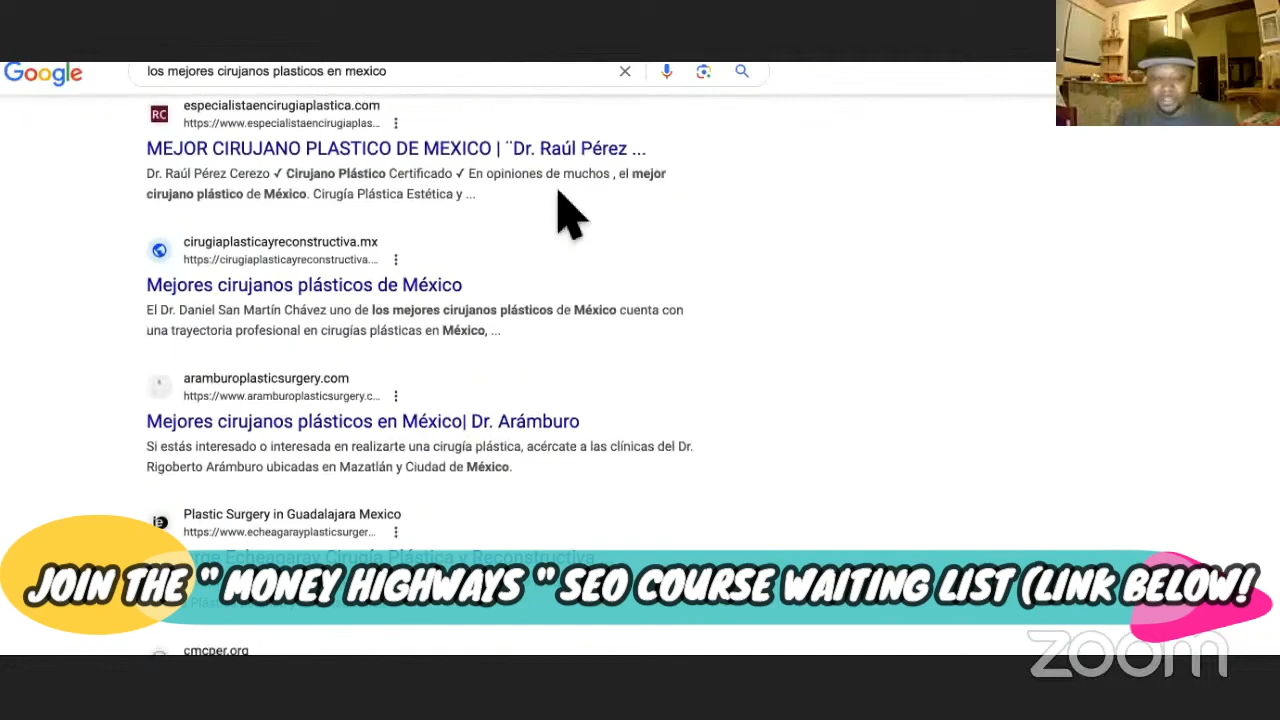 Google
los mejores cirujanos plasticos en mexico
RC
especialistaencirugiaplastica.com
https://www.especialistaencirugiaplas...
MEJOR CIRUJANO PLASTICO DE MEXICO | ¨Dr. Raúl Pérez ...
Dr. Raúl Pérez Cerezo ✓ Cirujano Plástico Certificado ✓ En opiniones de muchos , el mejor
cirujano plástico de México. Cirugía Plástica Estética y ...
cirugiaplasticayreconstructiva.mx
https://cirugiaplasticayreconstructiva....
Mejores cirujanos plásticos de México
El Dr. Daniel San Martín Chávez uno de los mejores cirujanos plásticos de México cuenta con
una trayectoria profesional en cirugías plásticas en México, ...
aramburoplasticsurgery.com
https://www.aramburoplasticsurgery.c...
Mejores cirujanos plásticos en México| Dr. Arámburo
Si estás interesado o interesada en realizarte una cirugía plástica, acércate a las clínicas del Dr.
Rigoberto Arámburo ubicadas en Mazatlán y Ciudad de México.
Plastic Surgery in Guadalajara Mexico
https://www.echeagarayplasticsurger...
Echeagaray Cirugía Plástica y Reconstructiva
JOIN THE " MONEY HIGHWAYS " SEO COURSE WAITING LIST (LINK BELOW!
cmcper.org
zoom